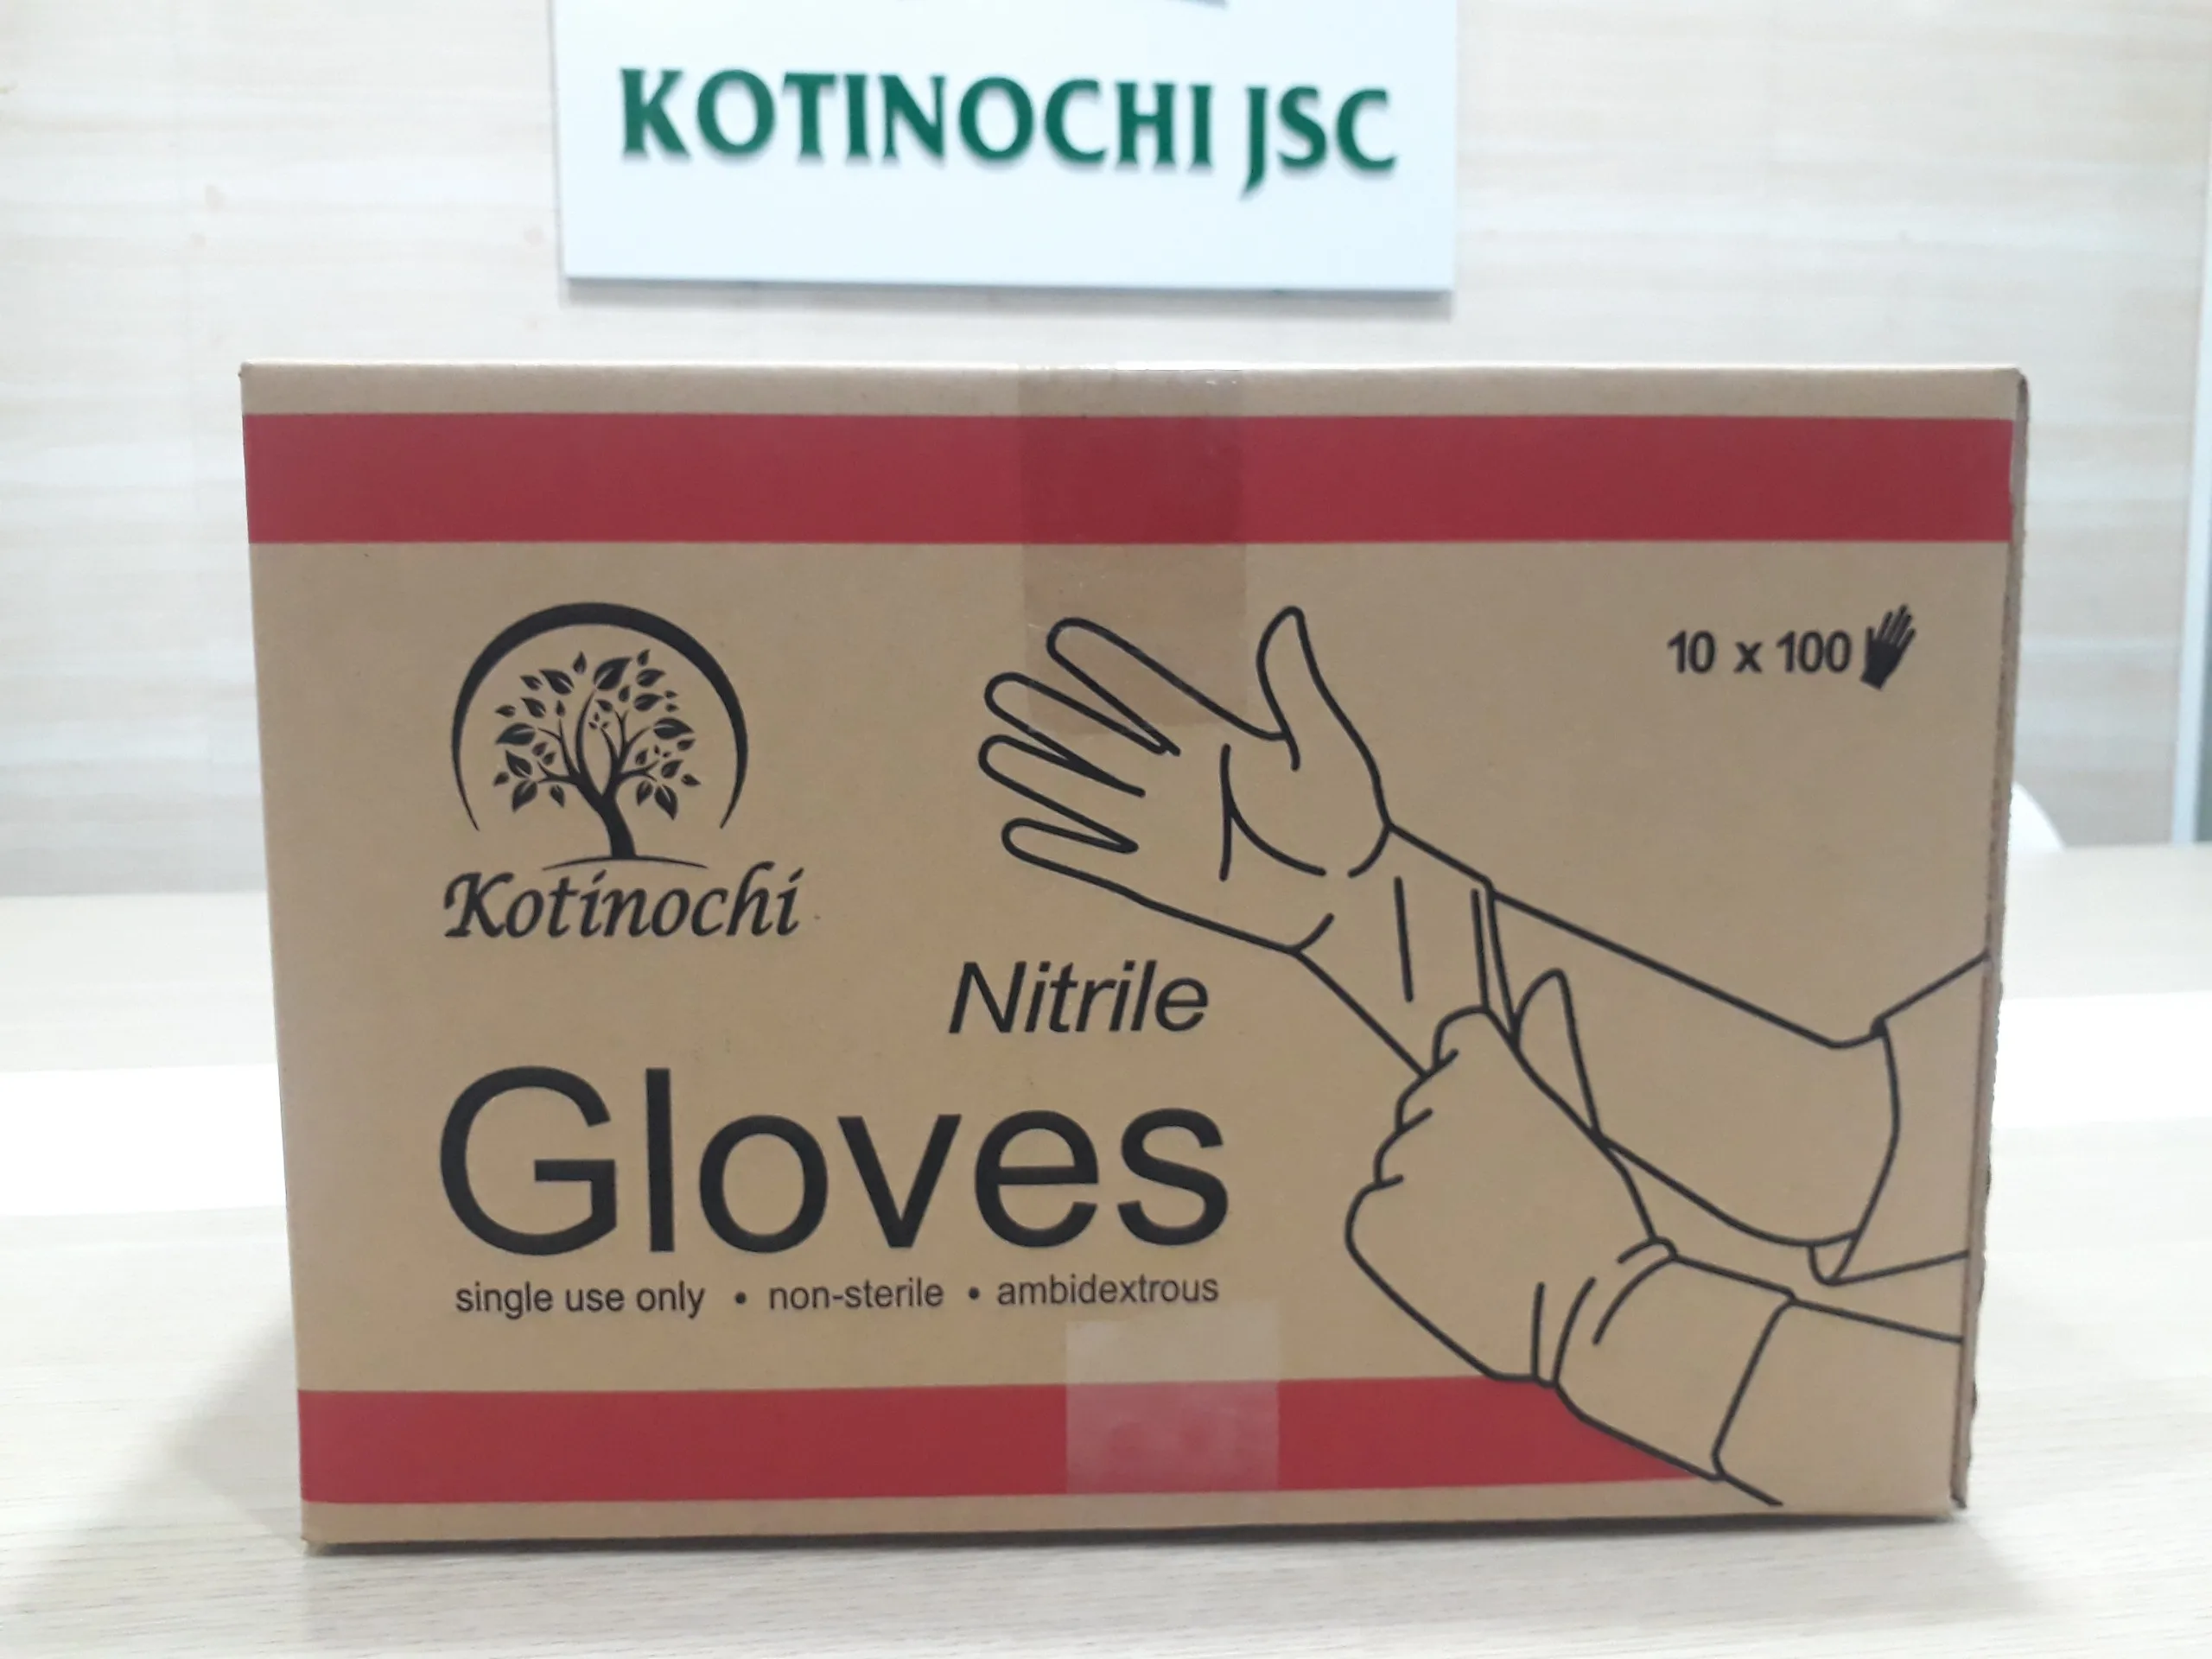 KOTINOCHI JSC
10 x 100
Kotinochi
Nitrile
Gloves
single use only • non-sterile • ambidextrous